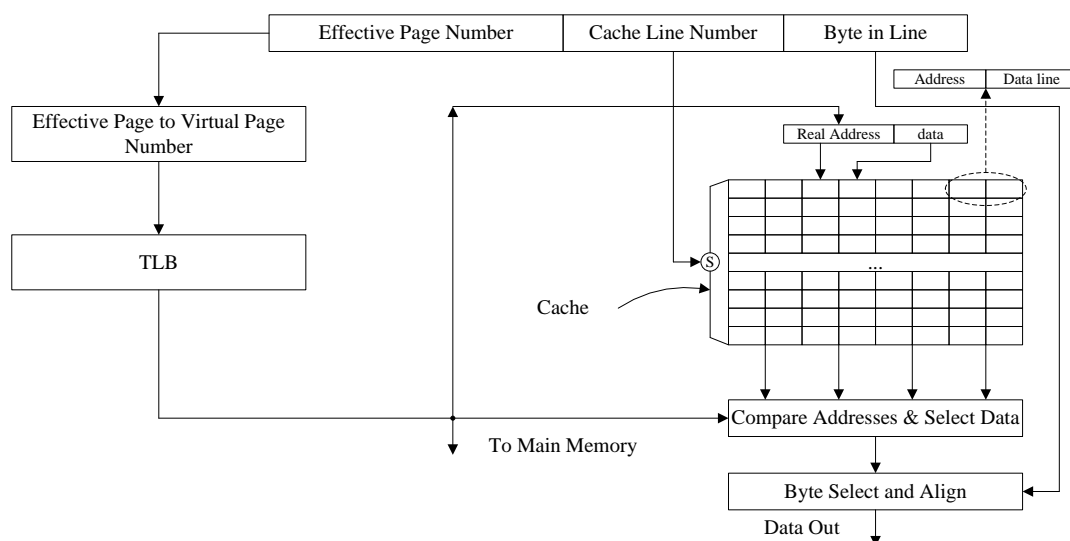 Effective Page Number
Cache Line Number
Byte in Line
Address
Data line
Effective Page to Virtual Page
Number
Real Address
data
TLB
S
...
Cache
Compare Addresses & Select Data
To Main Memory
Byte Select and Align
Data Out